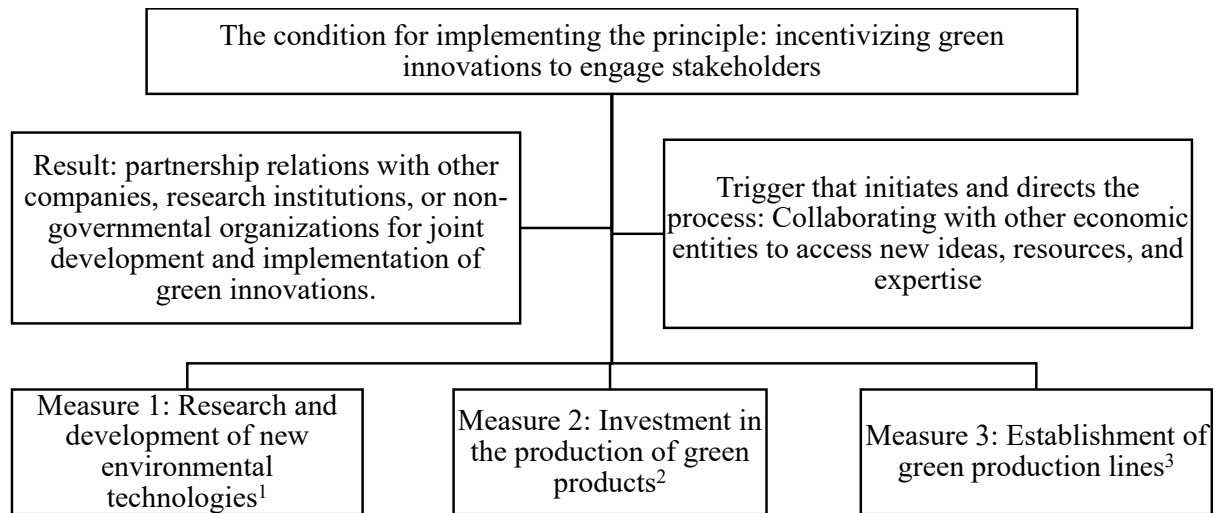 The condition for implementing the principle: incentivizing green
innovations to engage stakeholders
Result: partnership relations with other
companies, research institutions, or non-
governmental organizations for joint
development and implementation of
green innovations.
Trigger that initiates and directs the
process: Collaborating with other economic
entities to access new ideas, resources, and
expertise
Measure 1: Research and
development of new
environmental
technologies¹
Measure 2: Investment in
the production of green
products²
Measure 3: Establishment of
green production lines³